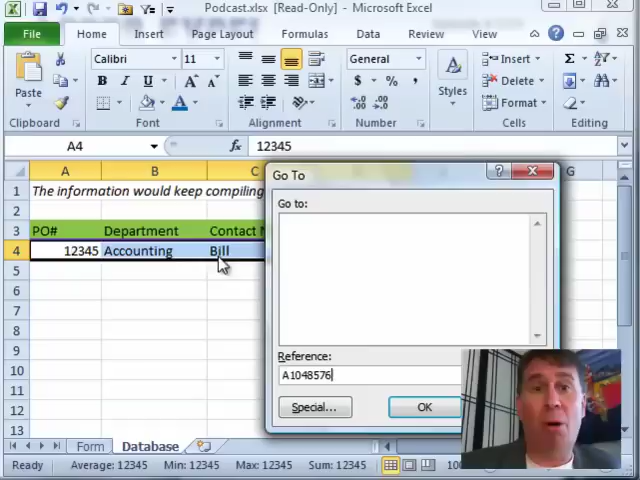 Podcast.xlsx [Read-Only] - Microsoft Excel
File Home Insert Page Layout Formulas Data Review View
Calibri 11 General Insert
Paste B I U A A $ % , Styles Delete
A Format
Clipboard Font Alignment Number Cells Editing
A4 fx 12345
A B C G
1 The information would keep compiling
2
3 PO# Department Contact N
4 12345 Accounting Bill
5
6
7
8
9
10
11
12
13
Go To
Go to:
Reference:
A1048576
Special... OK
Form Database
Ready Average: 12345 Min: 12345 Max: 12345 Sum: 12345